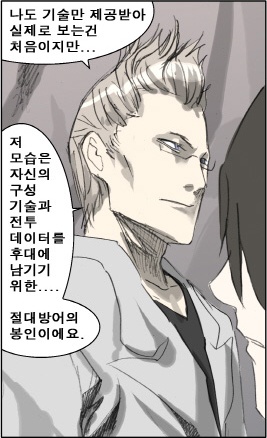 나도 기술만 제공받아
실제로 보는건
처음이지만...
저
모습은
자신의
구성
기술과
전투
데이터를
후대에
남기기
위한....
절대방어의
봉인이에요.